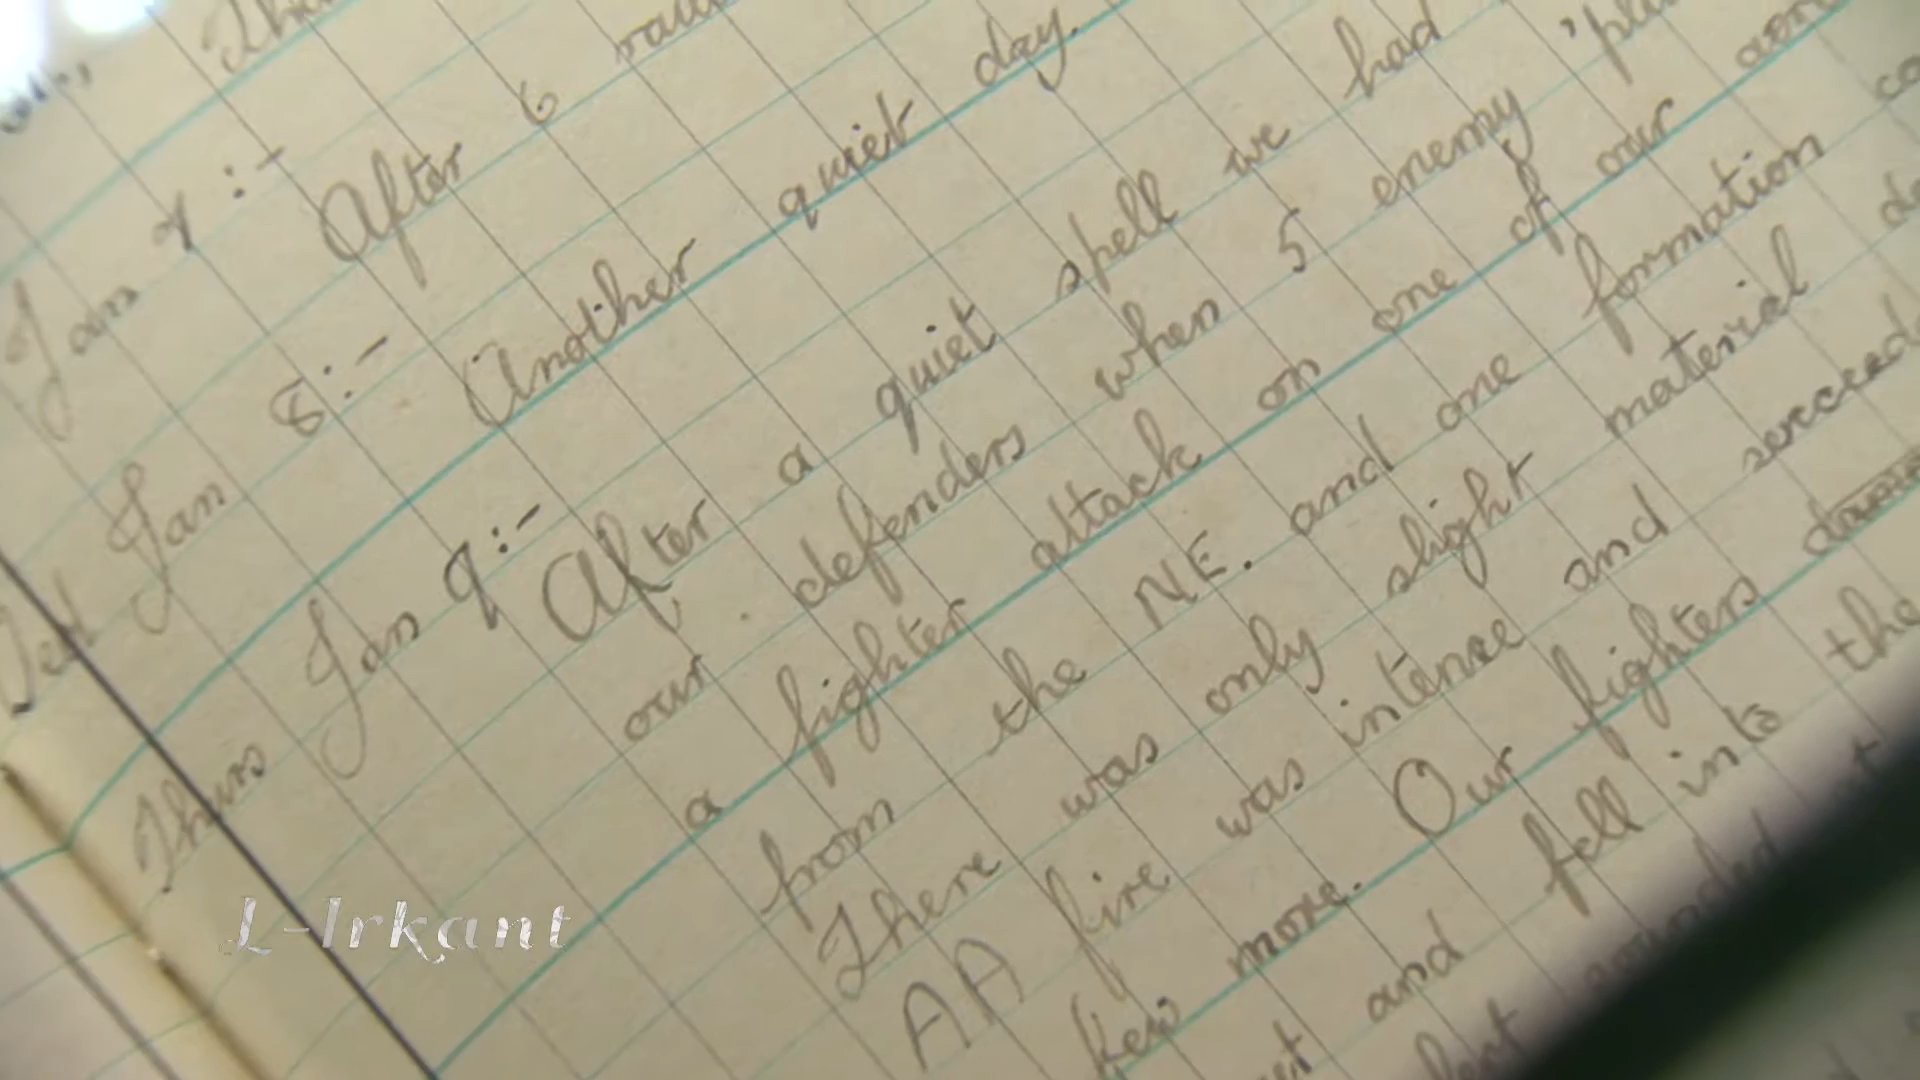 Jan 7 :- After 6
Wed Jan 8 :- Another quiet day.
Thurs Jan 9 :- After a quiet spell we had
our defenders when 5 enemy
a fighter attack on one of our
from the NE. and one formation
There was only slight material
AA fire was intense and
few more. Our fighters
and fell into the
L-Irkant